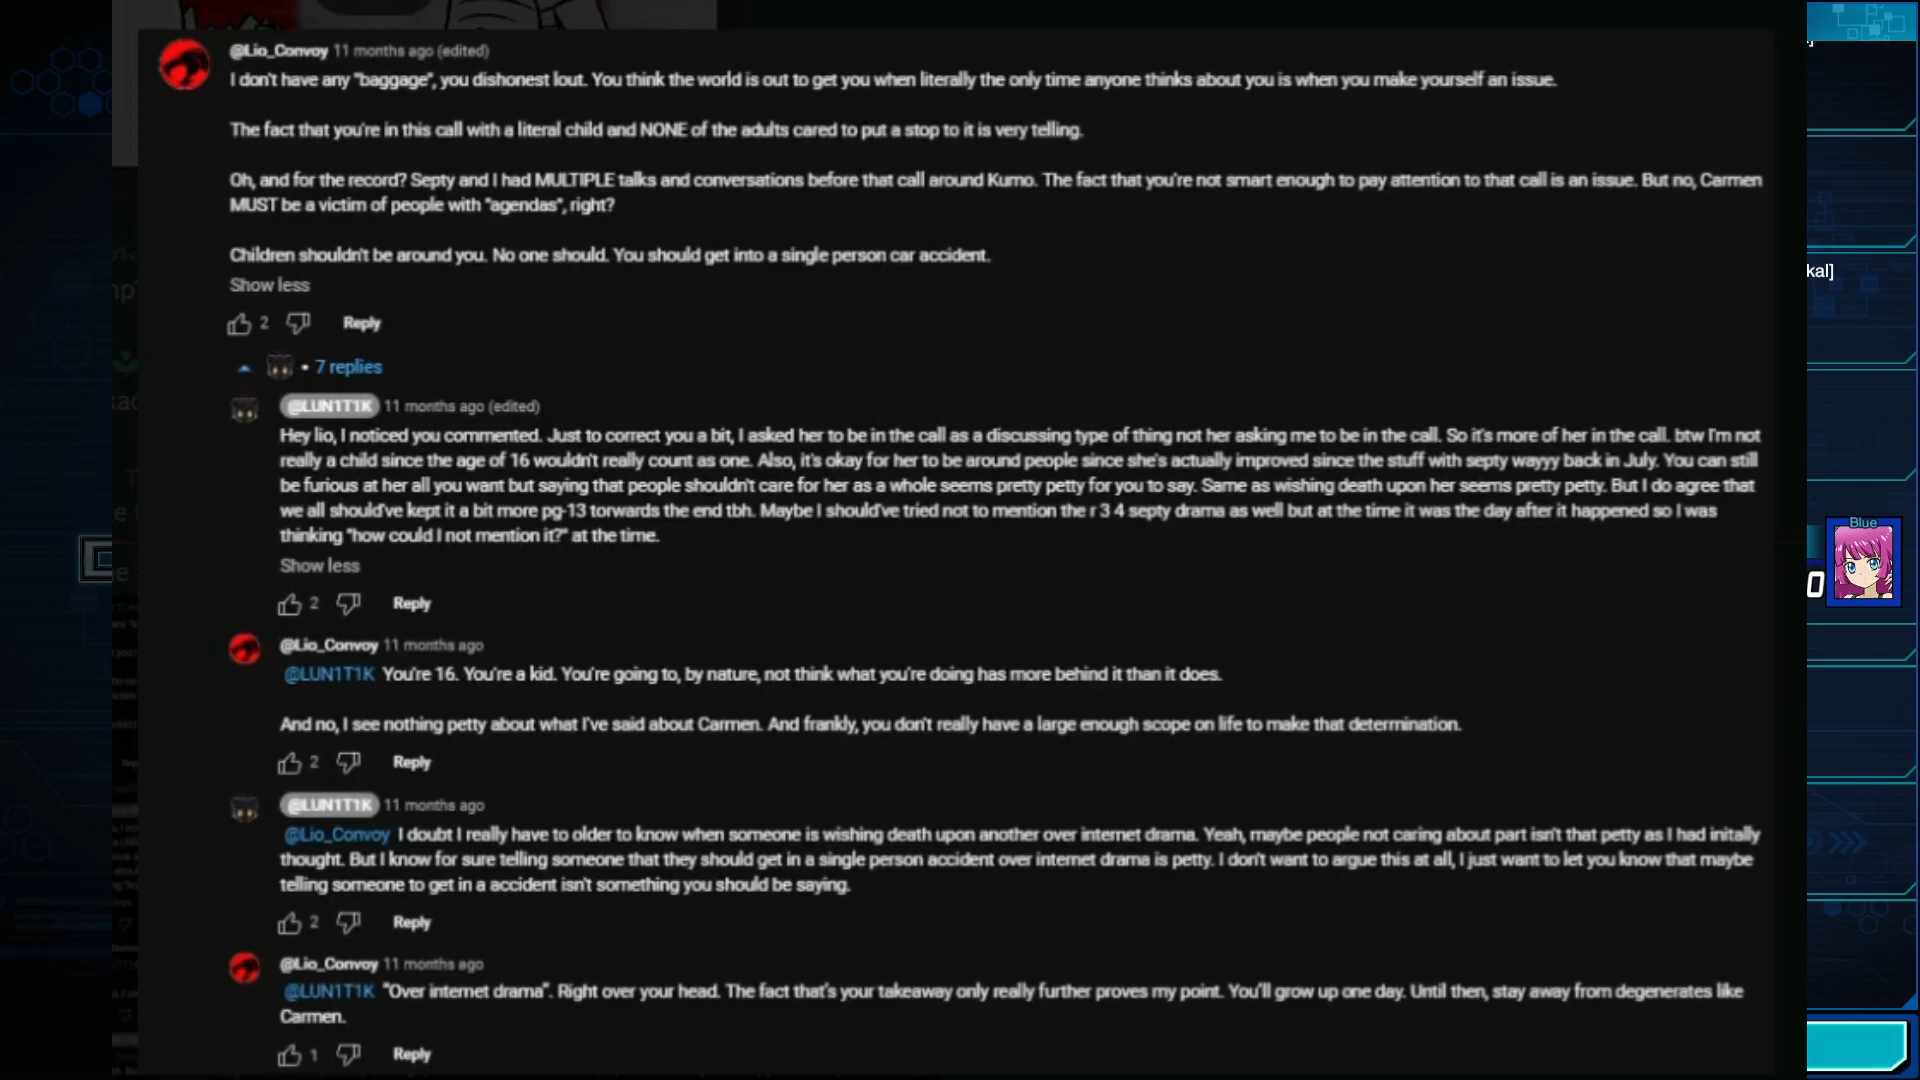 @Lio_Convoy 11 months ago (edited)
I don't have any "baggage", you dishonest lout. You think the world is out to get you when literally the only time anyone thinks about you is when you make yourself an issue.
The fact that you're in this call with a literal child and NONE of the adults cared to put a stop to it is very telling.
Oh, and for the record? Septy and I had MULTIPLE talks and conversations before that call around Kumo. The fact that you're not smart enough to pay attention to that call is an issue. But no, Carmen
MUST be a victim of people with "agendas", right?
Children shouldn't be around you. No one should. You should get into a single person car accident.
Show less
2 Reply
• 7 replies
@LUN1T1K 11 months ago (edited)
Hey lio, I noticed you commented. Just to correct you a bit, I asked her to be in the call as a discussing type of thing not her asking me to be in the call. So it's more of her in the call. btw I'm not
really a child since the age of 16 wouldn't really count as one. Also, it's okay for her to be around people since she's actually improved since the stuff with septy wayyy back in July. You can still
be furious at her all you want but saying that people shouldn't care for her as a whole seems pretty petty for you to say. Same as wishing death upon her seems pretty petty. But I do agree that
we all should've kept it a bit more pg-13 torwards the end tbh. Maybe I should've tried not to mention the r 3 4 septy drama as well but at the time it was the day after it happened so I was
thinking "how could I not mention it?" at the time.
Show less
2 Reply
@Lio_Convoy 11 months ago
@LUN1T1K You're 16. You're a kid. You're going to, by nature, not think what you're doing has more behind it than it does.
And no, I see nothing petty about what I've said about Carmen. And frankly, you don't really have a large enough scope on life to make that determination.
2 Reply
@LUN1T1K 11 months ago
@Lio_Convoy I doubt I really have to older to know when someone is wishing death upon another over internet drama. Yeah, maybe people not caring about part isn't that petty as I had initally
thought. But I know for sure telling someone that they should get in a single person accident over internet drama is petty. I don't want to argue this at all, I just want to let you know that maybe
telling someone to get in a accident isn't something you should be saying.
2 Reply
@Lio_Convoy 11 months ago
@LUN1T1K "Over internet drama". Right over your head. The fact that's your takeaway only really further proves my point. You'll grow up one day. Until then, stay away from degenerates like
Carmen.
1 Reply
kal]
Blue
0